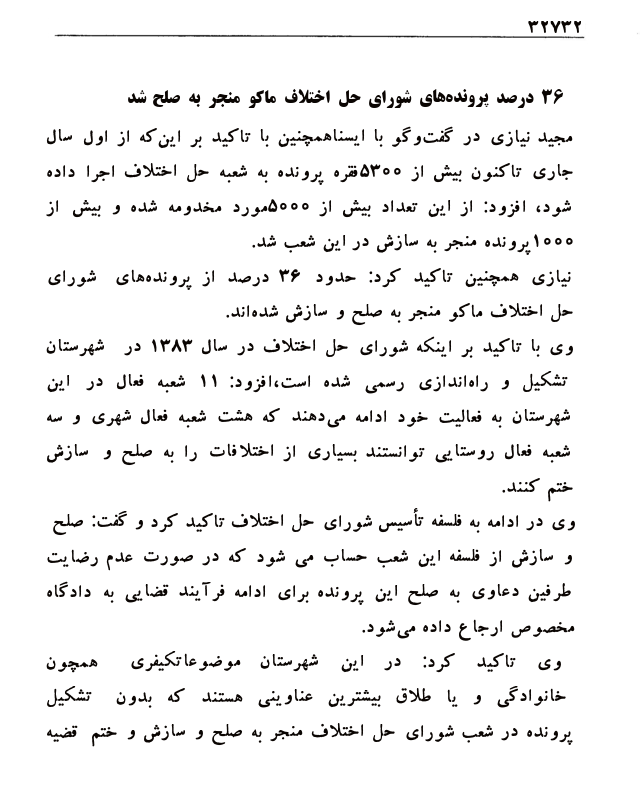 ۳۲۷۳۲
۳۶ درصد پرونده‌های شورای حل اختلاف ماکو منجر به صلح شد
مجید نیازی در گفت‌وگو با ایسناهمچنین با تاکید بر این‌که از اول سال
جاری تاکنون بیش از ۵۳۰۰فقره پرونده به شعبه حل اختلاف اجرا داده
شود، افزود: از این تعداد بیش از ۵۰۰۰مورد مخدومه شده و بیش از
۱۰۰۰پرونده منجر به سازش در این شعب شد.
نیازی همچنین تاکید کرد: حدود ۳۶ درصد از پرونده‌های شورای
حل اختلاف ماکو منجر به صلح و سازش شده‌اند.
وی با تاکید بر اینکه شورای حل اختلاف در سال ۱۳۸۳ در شهرستان
تشکیل و راه‌اندازی رسمی شده است،افزود: ۱۱ شعبه فعال در این
شهرستان به فعالیت خود ادامه می‌دهند که هشت شعبه فعال شهری و سه
شعبه فعال روستایی توانستند بسیاری از اختلافات را به صلح و سازش
ختم کنند.
وی در ادامه به فلسفه تأسیس شورای حل اختلاف تاکید کرد و گفت: صلح
و سازش از فلسفه این شعب حساب می شود که در صورت عدم رضایت
طرفین دعاوی به صلح این پرونده برای ادامه فرآیند قضایی به دادگاه
مخصوص ارجاع داده می‌شود.
وی تاکید کرد: در این شهرستان موضوعاتکیفری همچون
خانوادگی و یا طلاق بیشترین عناوینی هستند که بدون تشکیل
پرونده در شعب شورای حل اختلاف منجر به صلح و سازش و ختم قضیه